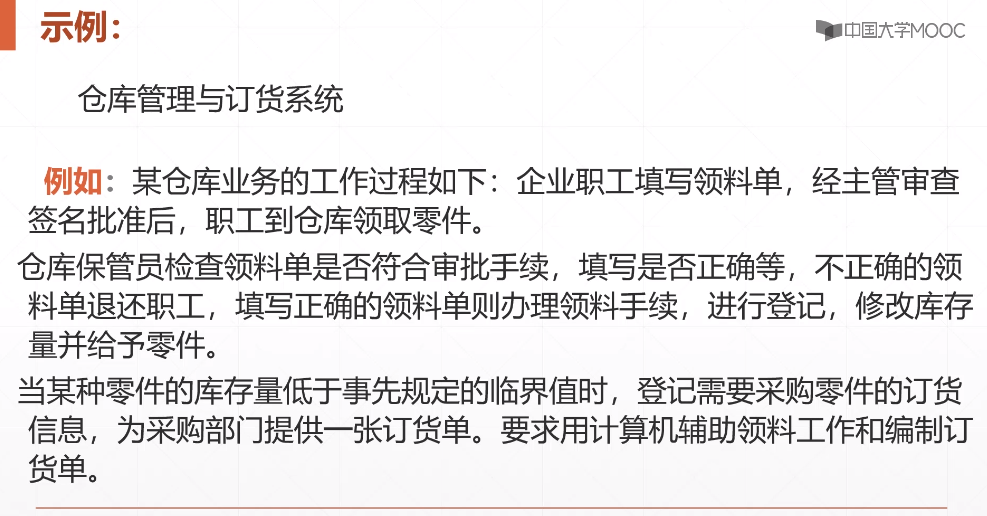 示例：
中国大学MOOC
仓库管理与订货系统
例如：某仓库业务的工作过程如下：企业职工填写领料单，经主管审查
签名批准后，职工到仓库领取零件。
仓库保管员检查领料单是否符合审批手续，填写是否正确等，不正确的领
料单退还职工，填写正确的领料单则办理领料手续，进行登记，修改库存
量并给予零件。
当某种零件的库存量低于事先规定的临界值时，登记需要采购零件的订货
信息，为采购部门提供一张订货单。要求用计算机辅助领料工作和编制订
货单。